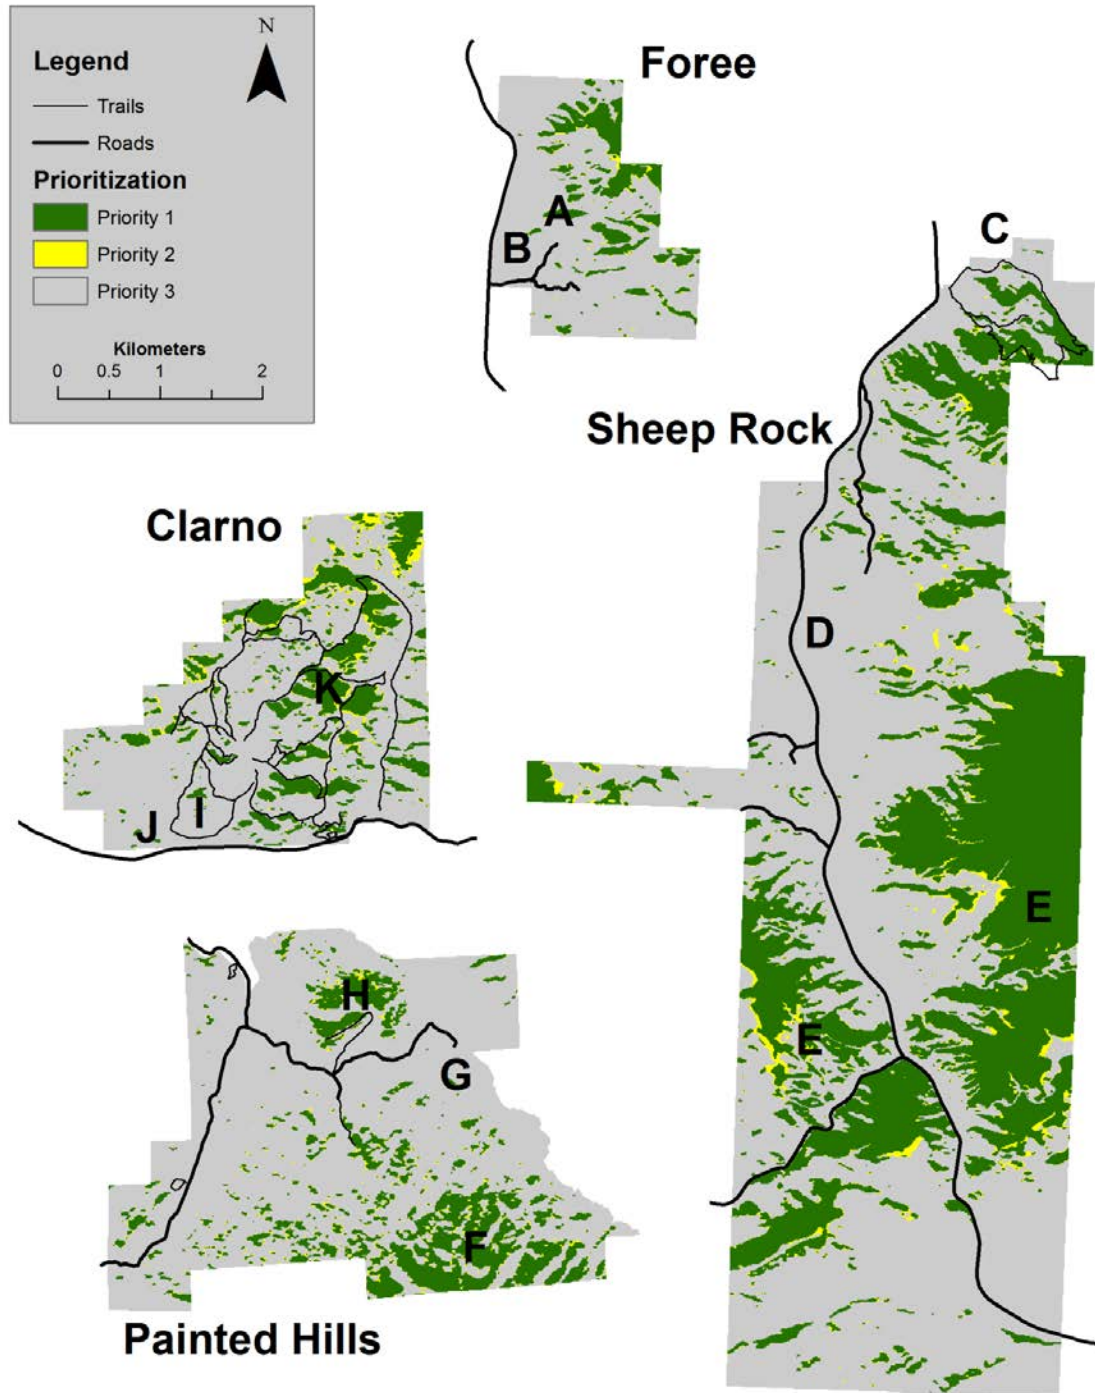 N
Legend
Trails
Roads
Prioritization
Priority 1
Priority 2
Priority 3
Kilometers
0 0.5 1 2
Foree
A
B
C
Sheep Rock
Clarno
D
K
J I
E
H
E
G
F
Painted Hills